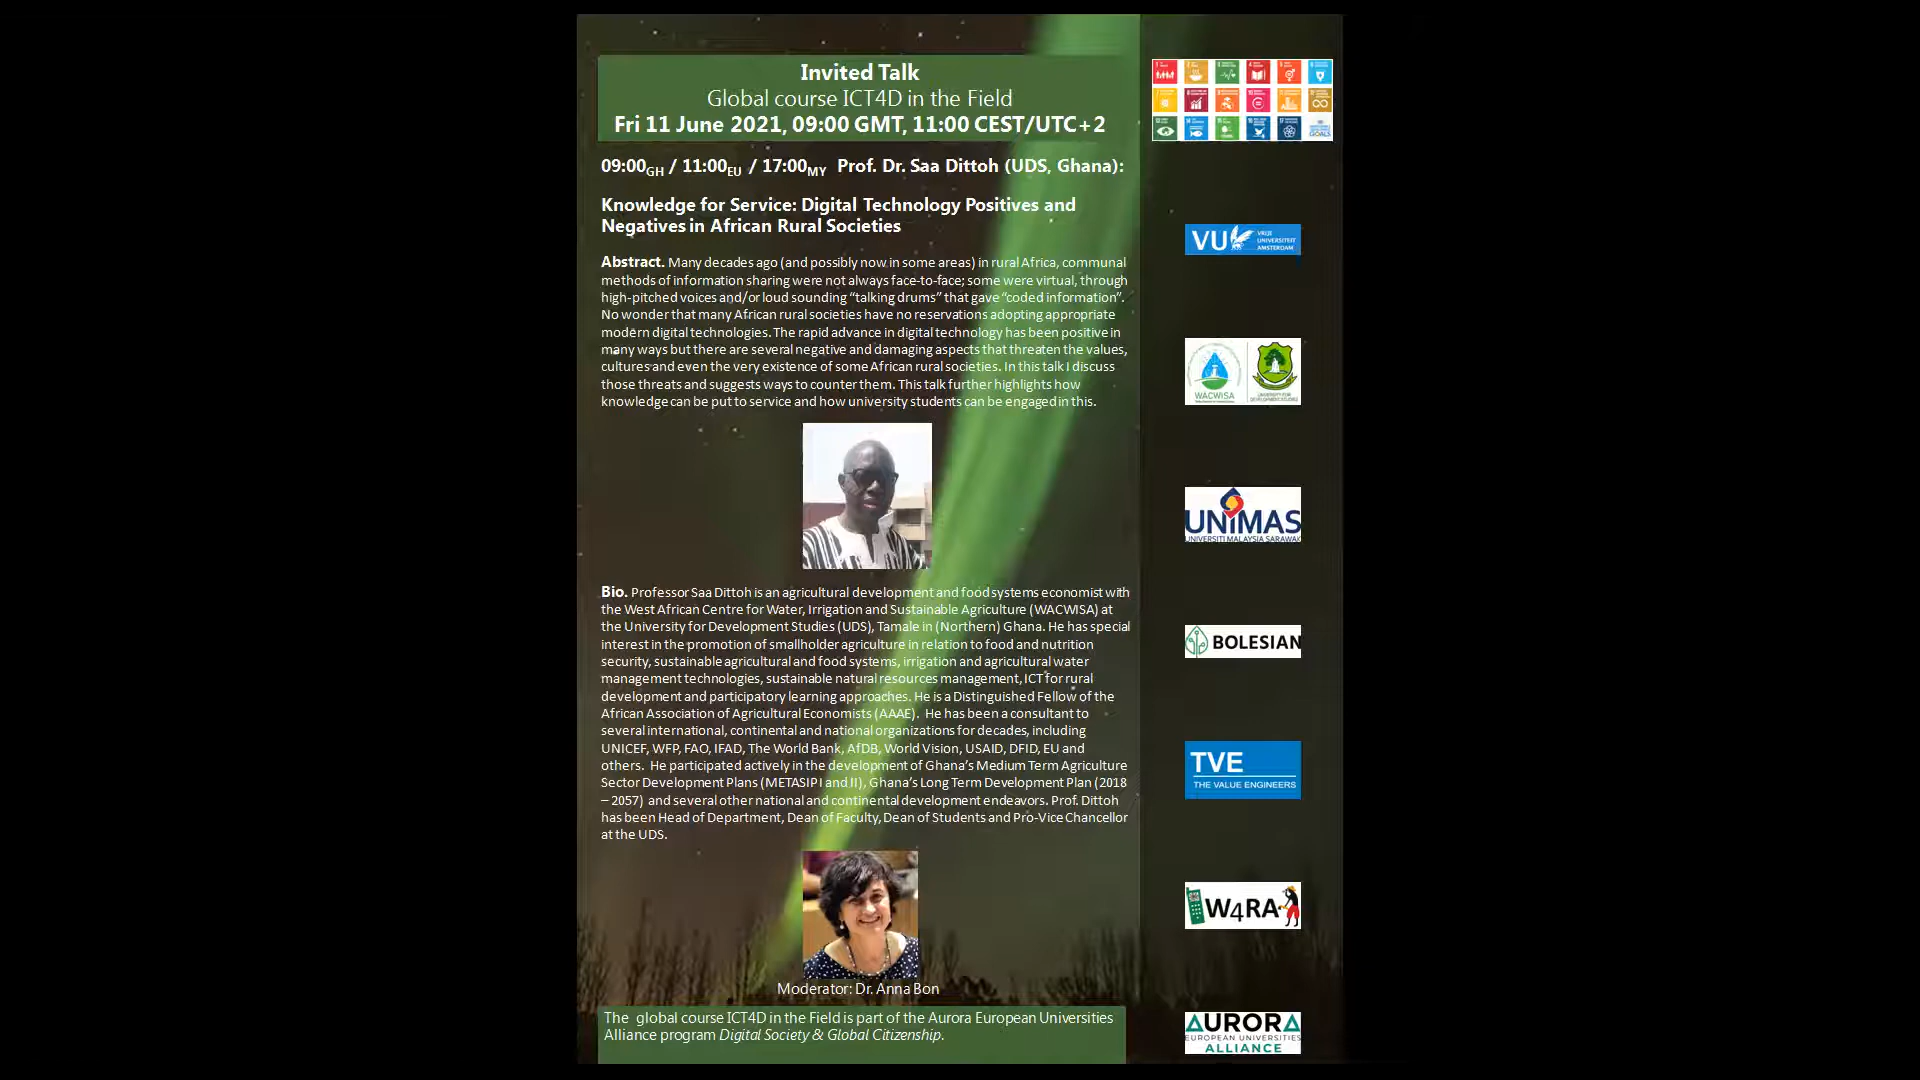 Invited Talk
Global course ICT4D in the Field
Fri 11 June 2021, 09:00 GMT, 11:00 CEST/UTC+2
09:00GH / 11:00EU / 17:00MY Prof. Dr. Saa Dittoh (UDS, Ghana):
Knowledge for Service: Digital Technology Positives and
Negatives in African Rural Societies
Abstract. Many decades ago (and possibly now in some areas) in rural Africa, communal
methods of information sharing were not always face-to-face; some were virtual, through
high-pitched voices and/or loud sounding “talking drums” that gave “coded information”.
No wonder that many African rural societies have no reservations adopting appropriate
modern digital technologies. The rapid advance in digital technology has been positive in
many ways but there are several negative and damaging aspects that threaten the values,
cultures and even the very existence of some African rural societies. In this talk I discuss
those threats and suggests ways to counter them. This talk further highlights how
knowledge can be put to service and how university students can be engaged in this.
Bio. Professor Saa Dittoh is an agricultural development and food systems economist with
the West African Centre for Water, Irrigation and Sustainable Agriculture (WACWISA) at
the University for Development Studies (UDS), Tamale in (Northern) Ghana. He has special
interest in the promotion of smallholder agriculture in relation to food and nutrition
security, sustainable agricultural and food systems, irrigation and agricultural water
management technologies, sustainable natural resources management, ICT for rural
development and participatory learning approaches. He is a Distinguished Fellow of the
African Association of Agricultural Economists (AAAE). He has been a consultant to
several international, continental and national organizations for decades, including
UNICEF, WFP, FAO, IFAD, The World Bank, AfDB, World Vision, USAID, DFID, EU and
others. He participated actively in the development of Ghana’s Medium Term Agriculture
Sector Development Plans (METASIP I and II), Ghana’s Long Term Development Plan (2018
– 2057) and several other national and continental development endeavors. Prof. Dittoh
has been Head of Department, Dean of Faculty, Dean of Students and Pro-Vice Chancellor
at the UDS.
Moderator: Dr. Anna Bon
The global course ICT4D in the Field is part of the Aurora European Universities
Alliance program Digital Society & Global Citizenship.
GOALS
VU
VRIJE
UNIVERSITEIT
AMSTERDAM
WACWISA
UNIVERSITY FOR
DEVELOPMENT STUDIES
UNIMAS
UNIVERSITI MALAYSIA SARAWAK
BOLESIAN
TVE
THE VALUE ENGINEERS
W4RA
AURORA
EUROPEAN UNIVERSITIES
ALLIANCE